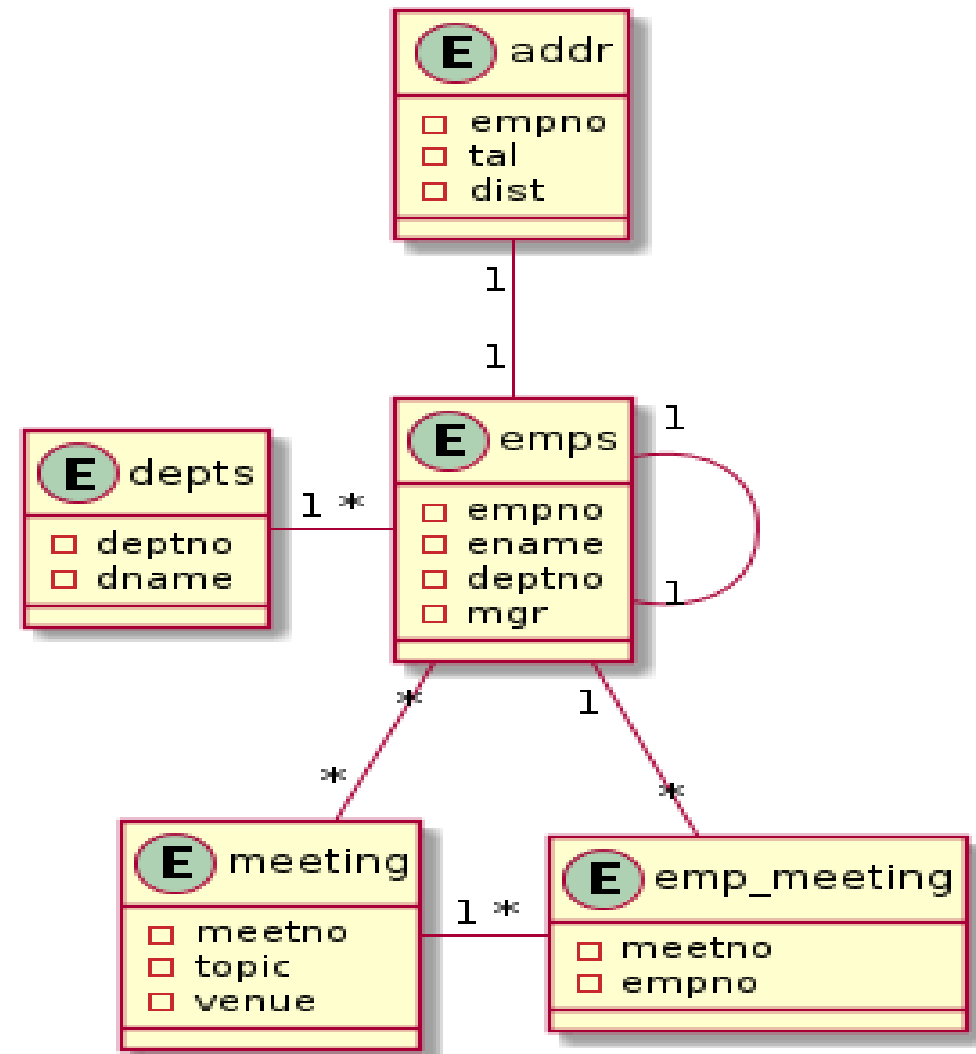 E addr
empno
tal
dist
1
1
E emps
empno
ename
deptno
mgr
1
1
E depts
deptno
dname
1 *
*
*
1
*
E meeting
meetno
topic
venue
1 *
E emp_meeting
meetno
empno